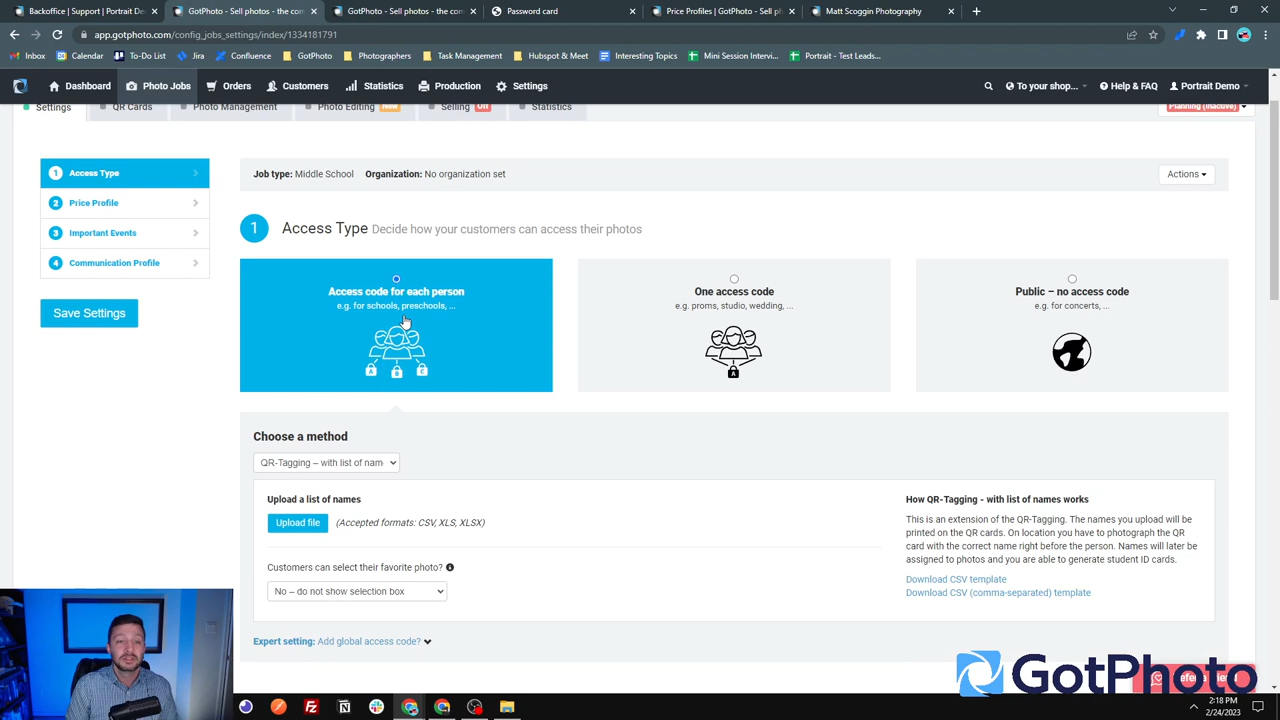 Backoffice | Support | Portrait De
GotPhoto - Sell photos - the com
GotPhoto - Sell photos - the com
Password card
Price Profiles | GotPhoto - Sell ph
Matt Scoggin Photography
app.gotphoto.com/config_jobs_settings/index/1334181791
Inbox
Calendar
To-Do List
Jira
Confluence
GotPhoto
Photographers
Task Management
Hubspot & Meet
Interesting Topics
Mini Session Intervi...
Portrait - Test Leads...
Dashboard
Photo Jobs
Orders
Customers
Statistics
Production
Settings
To your shop...
Help & FAQ
Portrait Demo
Settings
QR Cards
Photo Management
Photo Editing New
Selling Off
Statistics
Planning (Inactive)
1 Access Type
2 Price Profile
3 Important Events
4 Communication Profile
Save Settings
Job type: Middle School Organization: No organization set
Actions
1 Access Type Decide how your customers can access their photos
Access code for each person
e.g. for schools, preschools, ...
A B C
One access code
e.g. proms, studio, wedding, ...
A
Public – no access code
e.g. for concerts, ...
Choose a method
QR-Tagging – with list of nam
Upload a list of names
Upload file (Accepted formats: CSV, XLS, XLSX)
Customers can select their favorite photo?
No – do not show selection box
How QR-Tagging - with list of names works
This is an extension of the QR-Tagging. The names you upload will be
printed on the QR cards. On location you have to photograph the QR
card with the correct name right before the person. Names will later be
assigned to photos and you are able to generate student ID cards.
Download CSV template
Download CSV (comma-separated) template
Expert setting: Add global access code?
GotPhoto
2:18 PM
2/24/2023